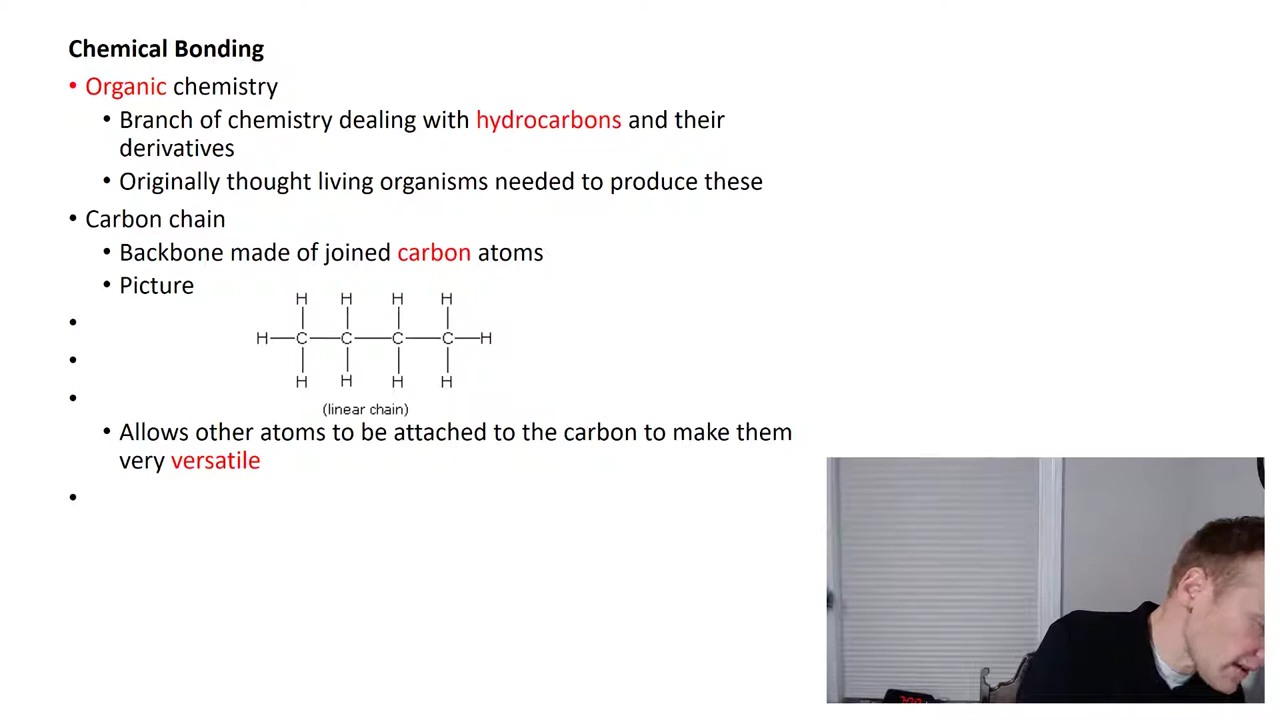 Chemical Bonding
• Organic chemistry
• Branch of chemistry dealing with hydrocarbons and their
derivatives
• Originally thought living organisms needed to produce these
• Carbon chain
• Backbone made of joined carbon atoms
• Picture
H H H H
H—C—C—C—C—H
H H H H
(linear chain)
• Allows other atoms to be attached to the carbon to make them
very versatile